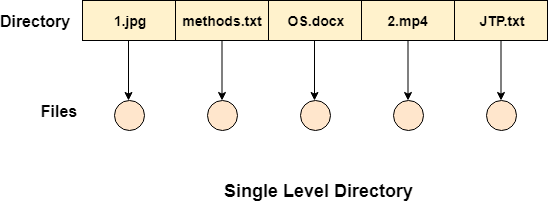 Directory 1.jpg methods.txt OS.docx 2.mp4 JTP.txt
Files
Single Level Directory